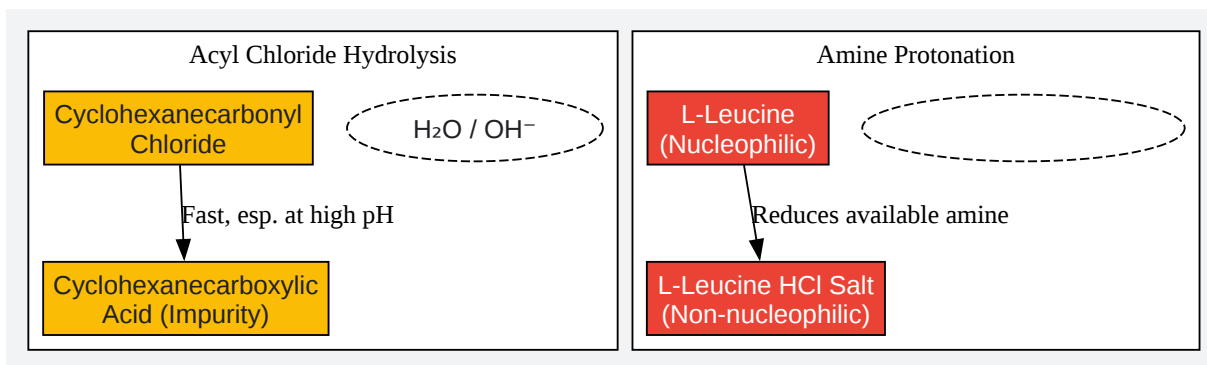 Acyl Chloride Hydrolysis
Cyclohexanecarbonyl
Chloride
H₂O / OH⁻
Fast, esp. at high pH
Cyclohexanecarboxylic
Acid (Impurity)
Amine Protonation
L-Leucine
(Nucleophilic)
Reduces available amine
L-Leucine HCl Salt
(Non-nucleophilic)